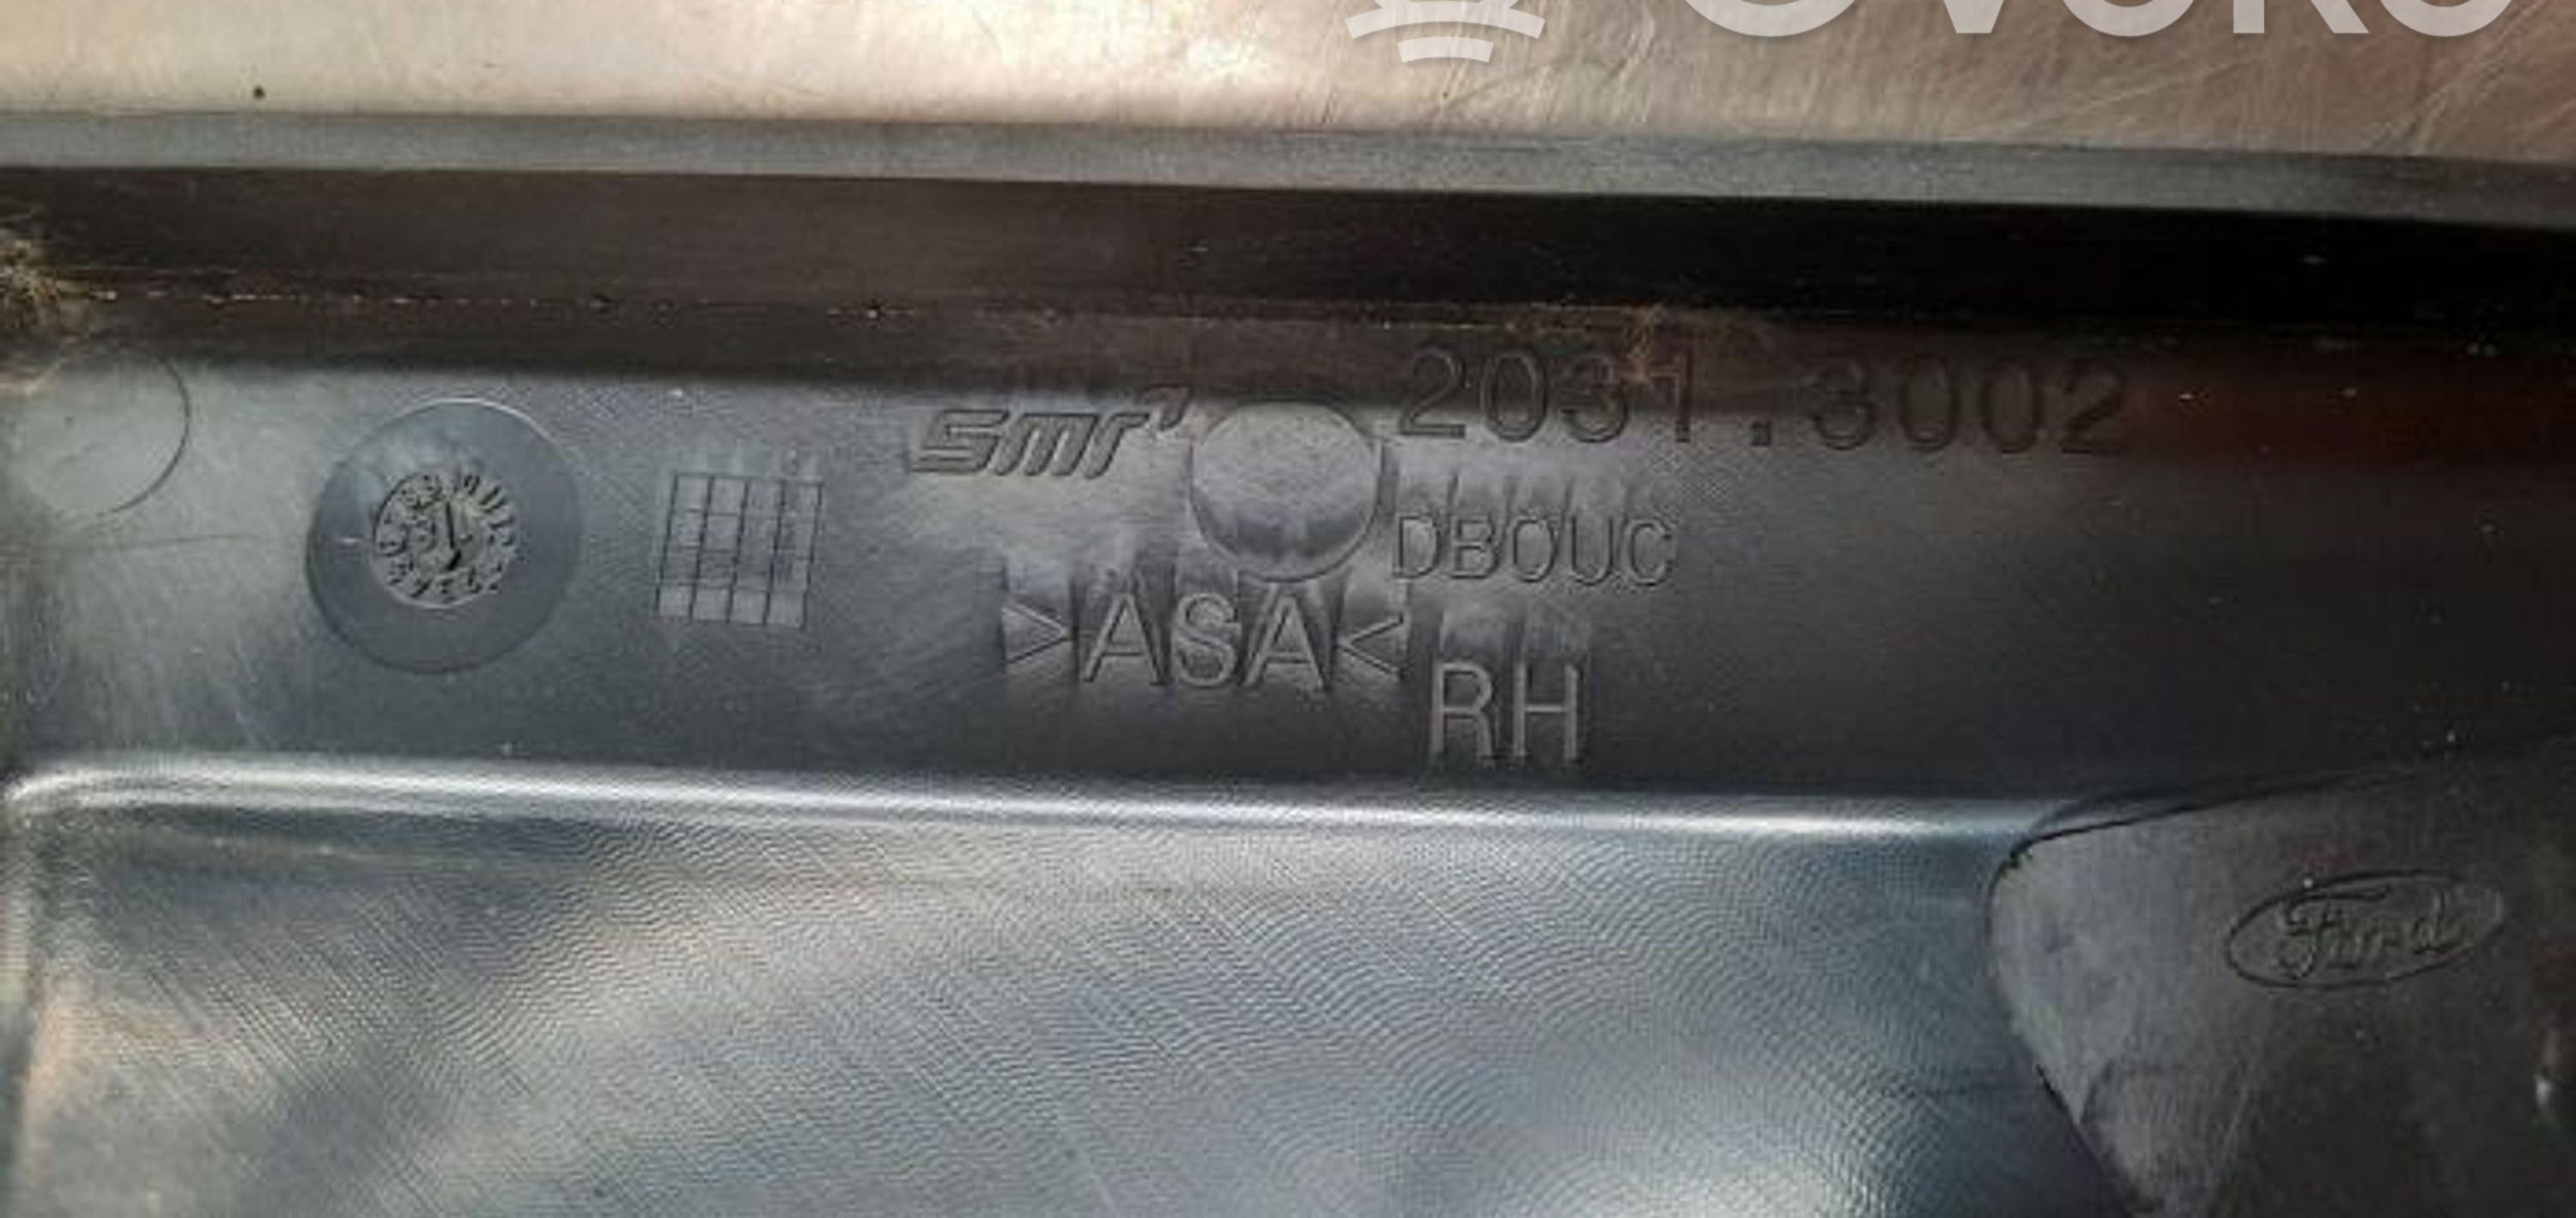 smr
2031.3002
DBOUC
>ASA<
RH
Ford